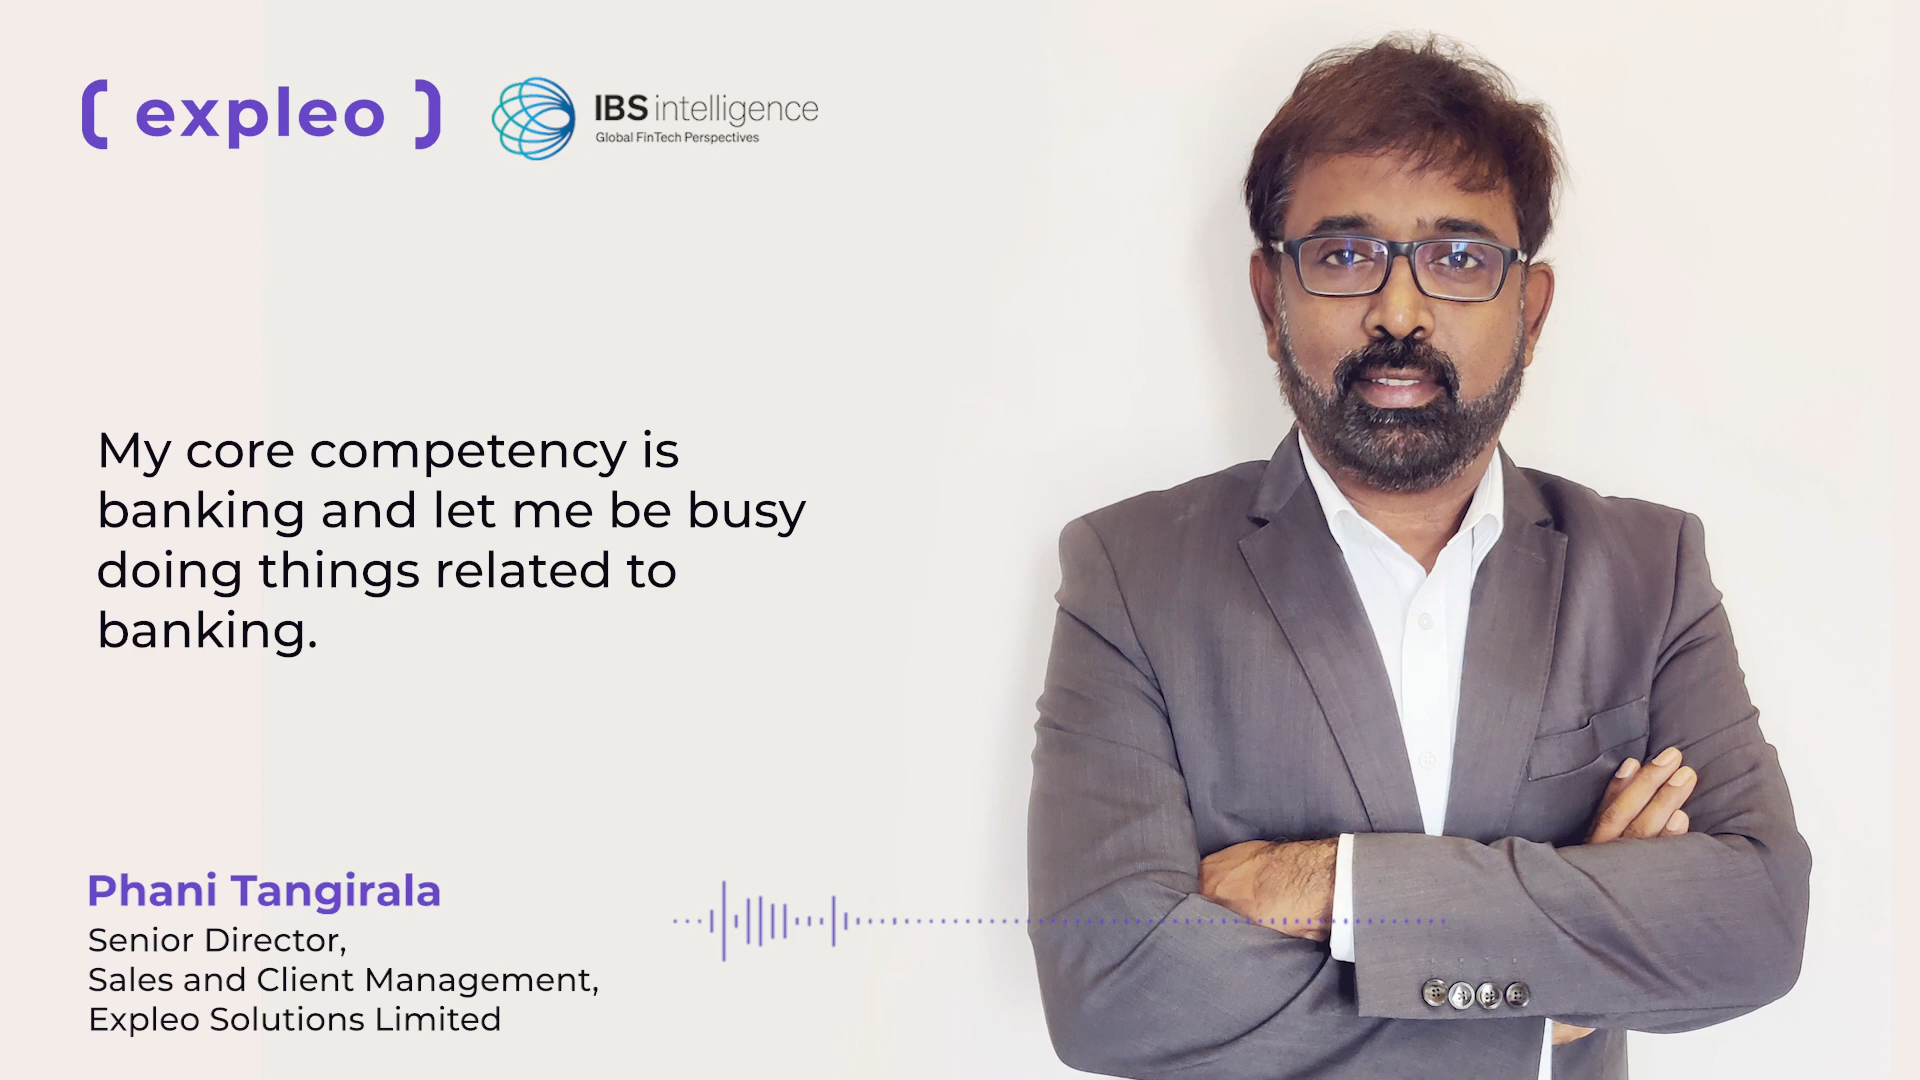 ( expleo )
IBS intelligence
Global FinTech Perspectives
My core competency is
banking and let me be busy
doing things related to
banking.
Phani Tangirala
Senior Director,
Sales and Client Management,
Expleo Solutions Limited